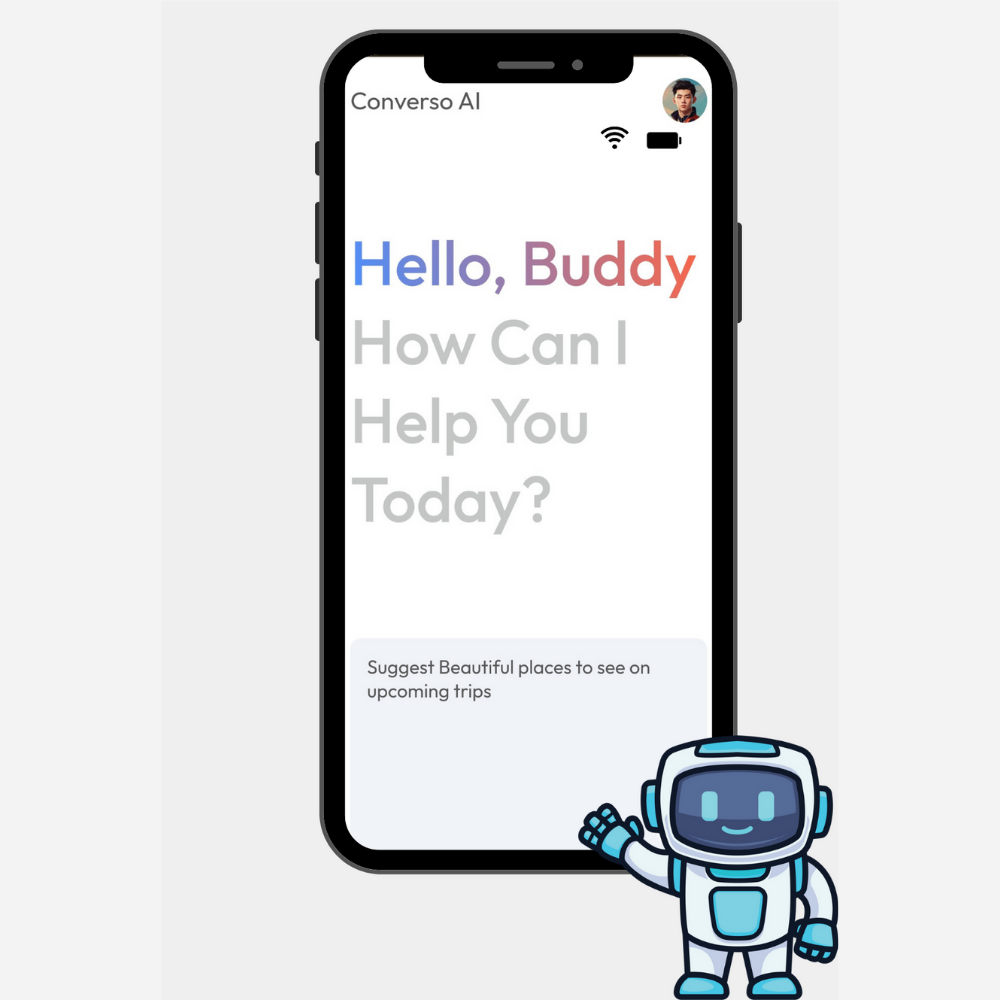 Converso AI
Hello, Buddy
How Can I
Help You
Today?
Suggest Beautiful places to see on
upcoming trips